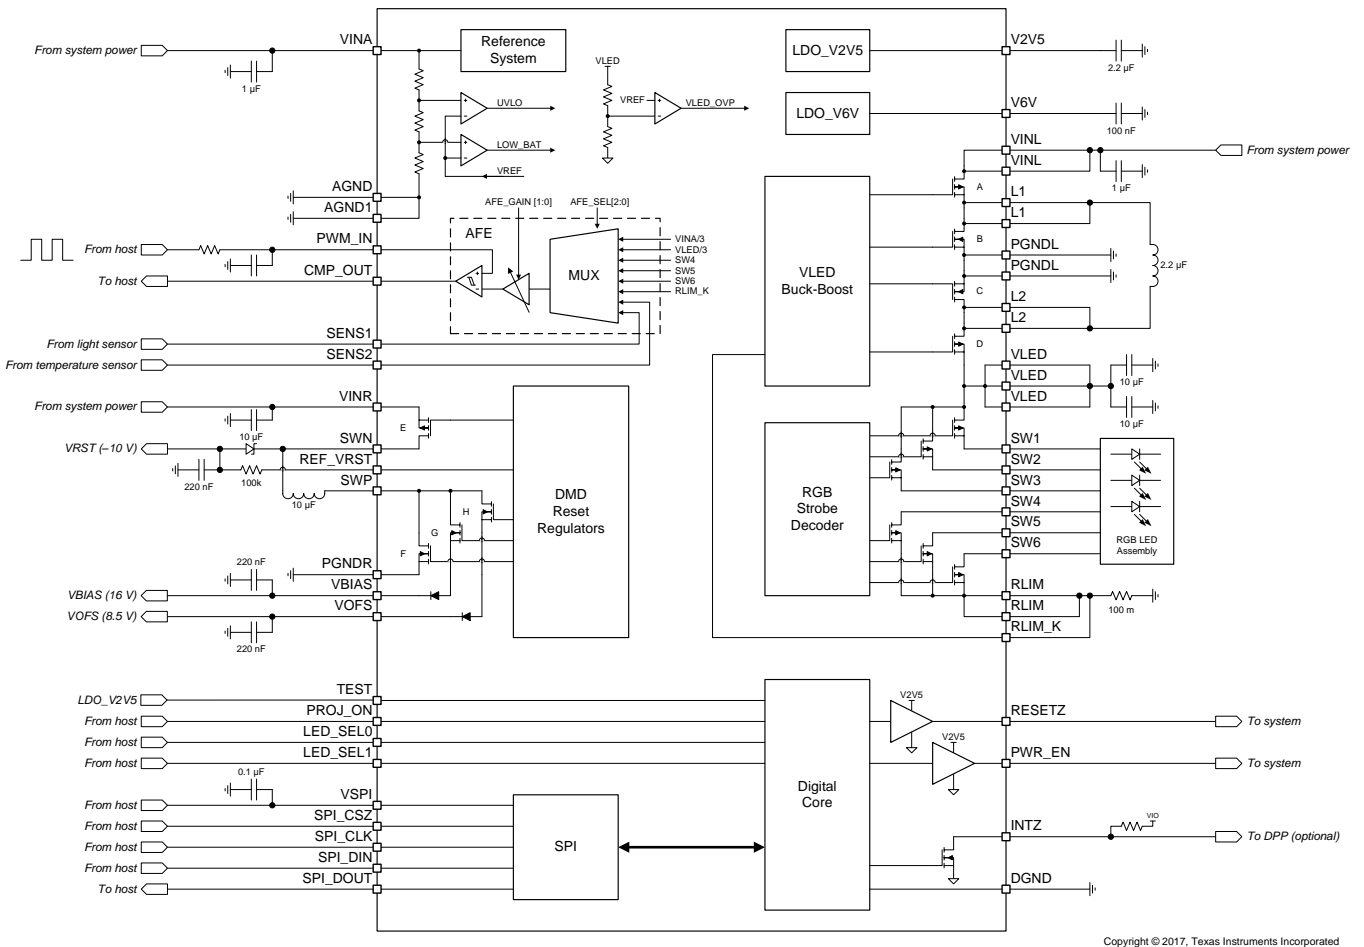 VINA
From system power
1 µF
Reference
System
UVLO
LOW_BAT
VREF
VLED
VREF
VLED_OVP
LDO_V2V5
V2V5
2.2 µF
LDO_V6V
V6V
100 nF
VINL
VINL
From system power
1 µF
AGND
AGND1
AFE_GAIN [1:0]
AFE_SEL[2:0]
AFE
MUX
VINA/3
VLED/3
SW4
SW5
SW6
RLIM_K
From host
PWM_IN
To host
CMP_OUT
From light sensor
SENS1
From temperature sensor
SENS2
VLED
Buck-Boost
A
B
C
D
L1
L1
PGNDL
PGNDL
L2
L2
2.2 µF
VLED
VLED
VLED
10 µF
10 µF
From system power
VINR
10 µF
E
VRST (–10 V)
SWN
REF_VRST
220 nF
100k
SWP
10 µF
H
G
F
DMD
Reset
Regulators
PGNDR
220 nF
VBIAS (16 V)
VBIAS
VOFS (8.5 V)
VOFS
220 nF
RGB
Strobe
Decoder
SW1
SW2
SW3
SW4
SW5
SW6
RGB LED
Assembly
RLIM
RLIM
RLIM_K
100 m
LDO_V2V5
TEST
From host
PROJ_ON
From host
LED_SEL0
From host
LED_SEL1
0.1 µF
From host
VSPI
From host
SPI_CSZ
From host
SPI_CLK
From host
SPI_DIN
To host
SPI_DOUT
SPI
Digital
Core
V2V5
RESETZ
To system
V2V5
PWR_EN
To system
INTZ
VIO
To DPP (optional)
DGND
Copyright © 2017, Texas Instruments Incorporated